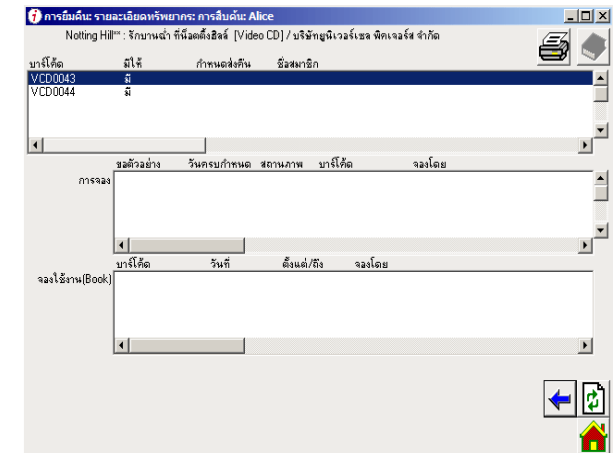 การยืมคืน: รายละเอียดทรัพยากร: การสืบค้น: Alice
Notting Hill** : รักบานฉ่ำ ที่น็อตติ้งฮิลล์ [Video CD] / บริษัทยูนิเวอร์แซล พิคเจอร์ส จำกัด
บาร์โค้ด มีให้ กำหนดส่งคืน ชื่อสมาชิก
VCD0043 มี
VCD0044 มี
ขอตัวอย่าง วันครบกำหนด สถานภาพ บาร์โค้ด จองโดย
การจอง
บาร์โค้ด วันที่ ตั้งแต่/ถึง จองโดย
จองใช้งาน(Book)